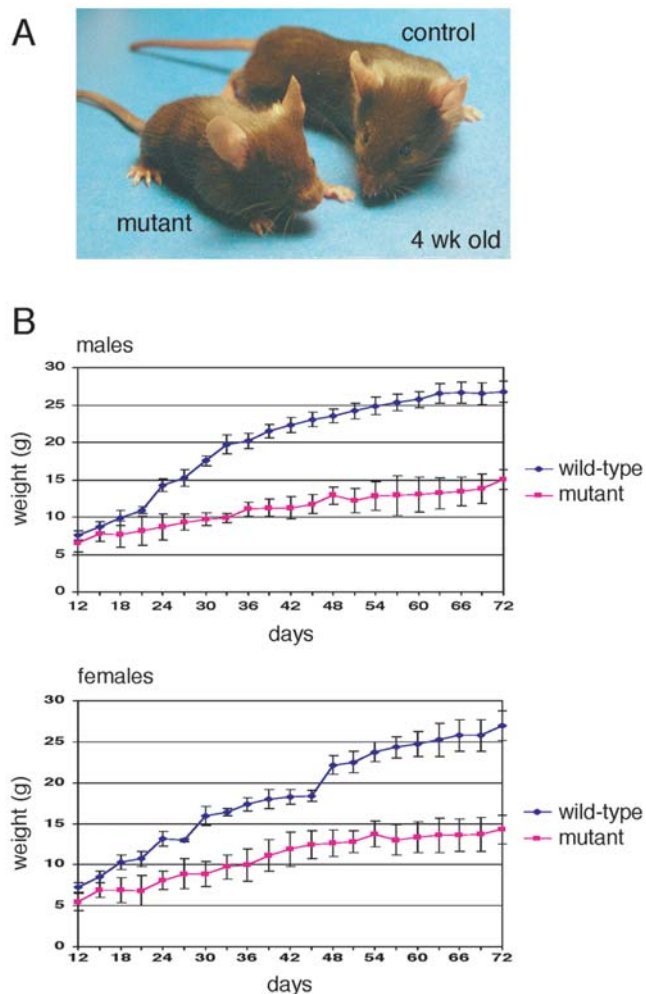 A
control
mutant
4 wk old
B
males
30
25
20
15
10
5
0
weight (g)
12 18 24 30 36 42 48 54 60 66 72
days
wild-type
mutant
females
30
25
20
15
10
5
0
weight (g)
12 18 24 30 36 42 48 54 60 66 72
days
wild-type
mutant